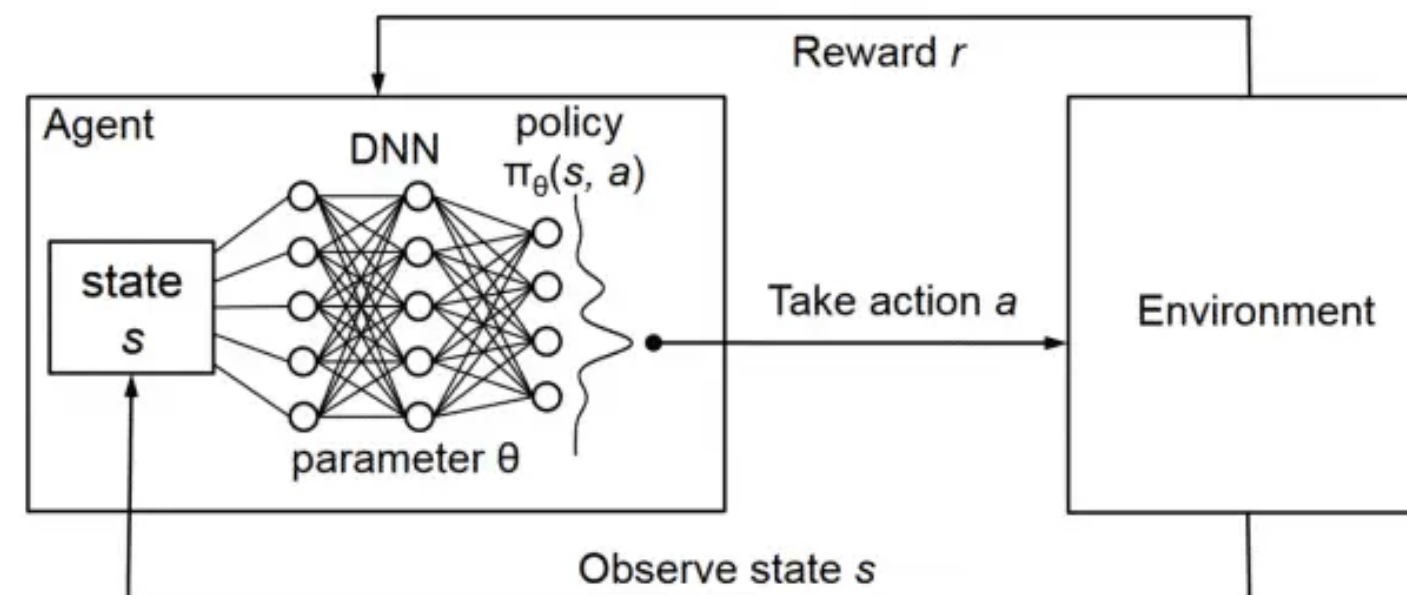 Reward r
Agent
DNN
policy
πθ(s, a)
state
s
Take action a
Environment
parameter θ
Observe state s